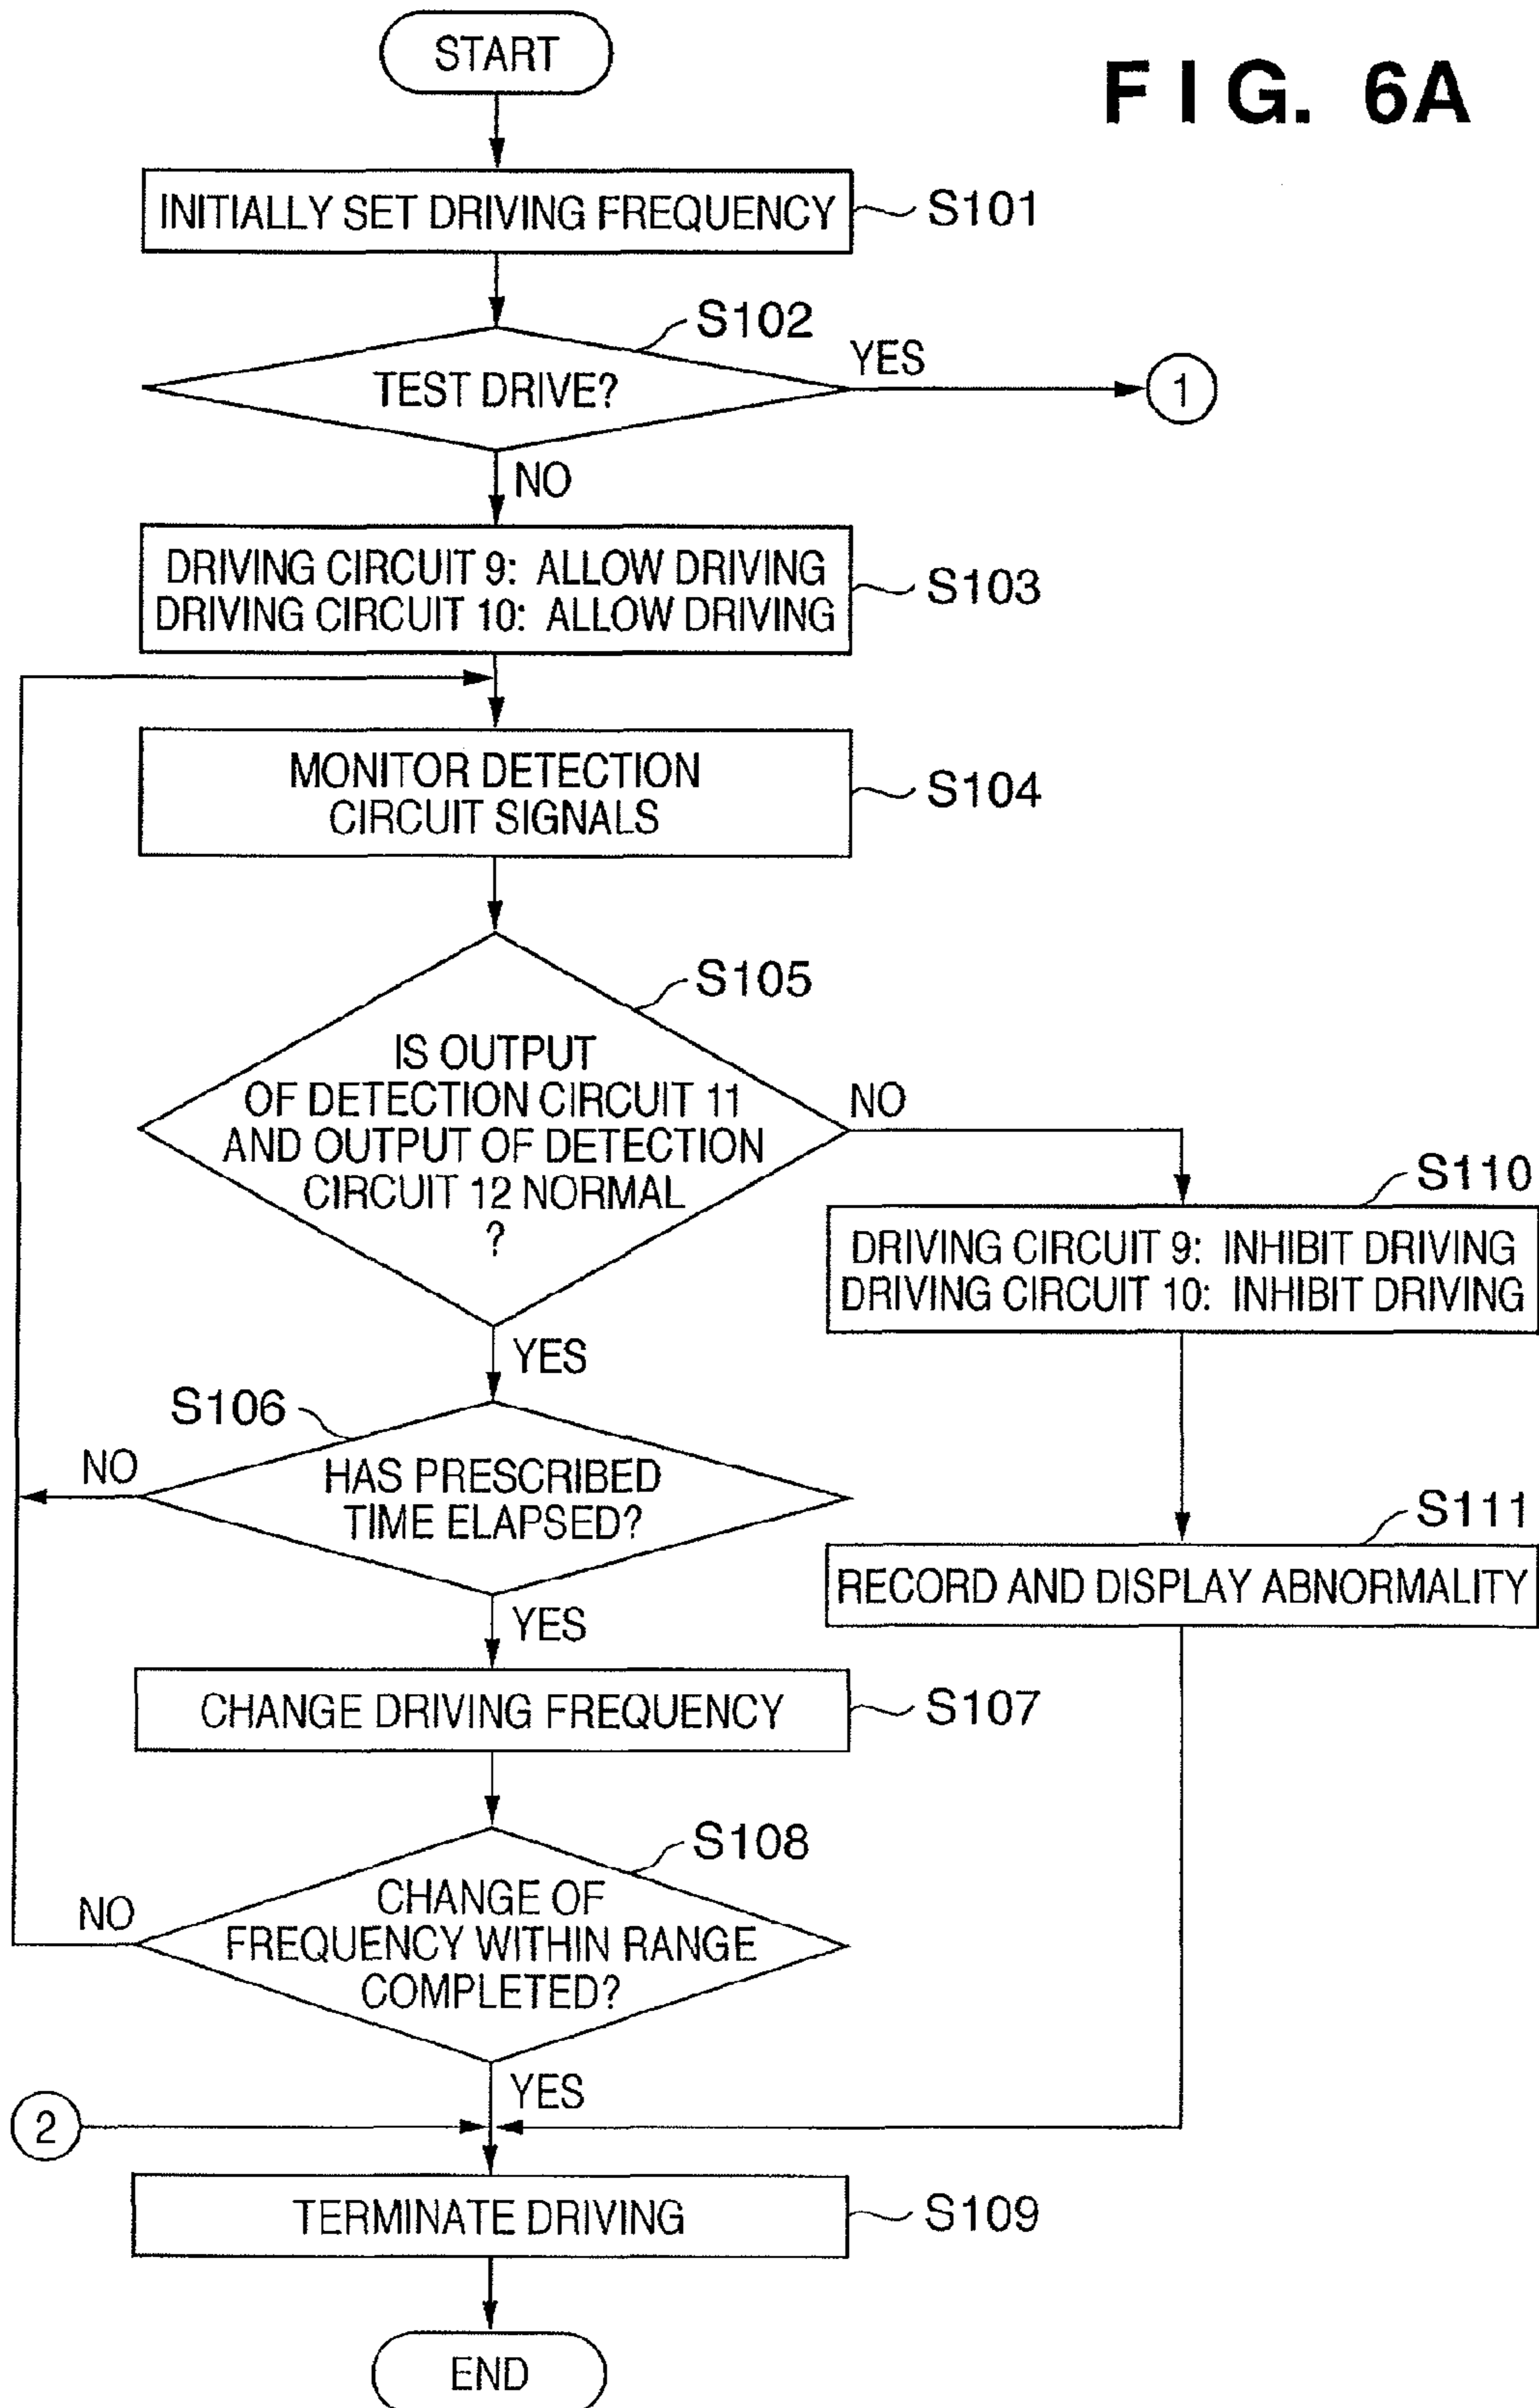 START
FIG. 6A
INITIALLY SET DRIVING FREQUENCY
S101
S102
TEST DRIVE?
YES
1
NO
DRIVING CIRCUIT 9: ALLOW DRIVING
DRIVING CIRCUIT 10: ALLOW DRIVING
S103
MONITOR DETECTION
CIRCUIT SIGNALS
S104
S105
IS OUTPUT
OF DETECTION CIRCUIT 11
AND OUTPUT OF DETECTION
CIRCUIT 12 NORMAL
?
NO
S110
DRIVING CIRCUIT 9: INHIBIT DRIVING
DRIVING CIRCUIT 10: INHIBIT DRIVING
YES
S106
NO
HAS PRESCRIBED
TIME ELAPSED?
S111
RECORD AND DISPLAY ABNORMALITY
YES
CHANGE DRIVING FREQUENCY
S107
S108
NO
CHANGE OF
FREQUENCY WITHIN RANGE
COMPLETED?
YES
2
TERMINATE DRIVING
S109
END